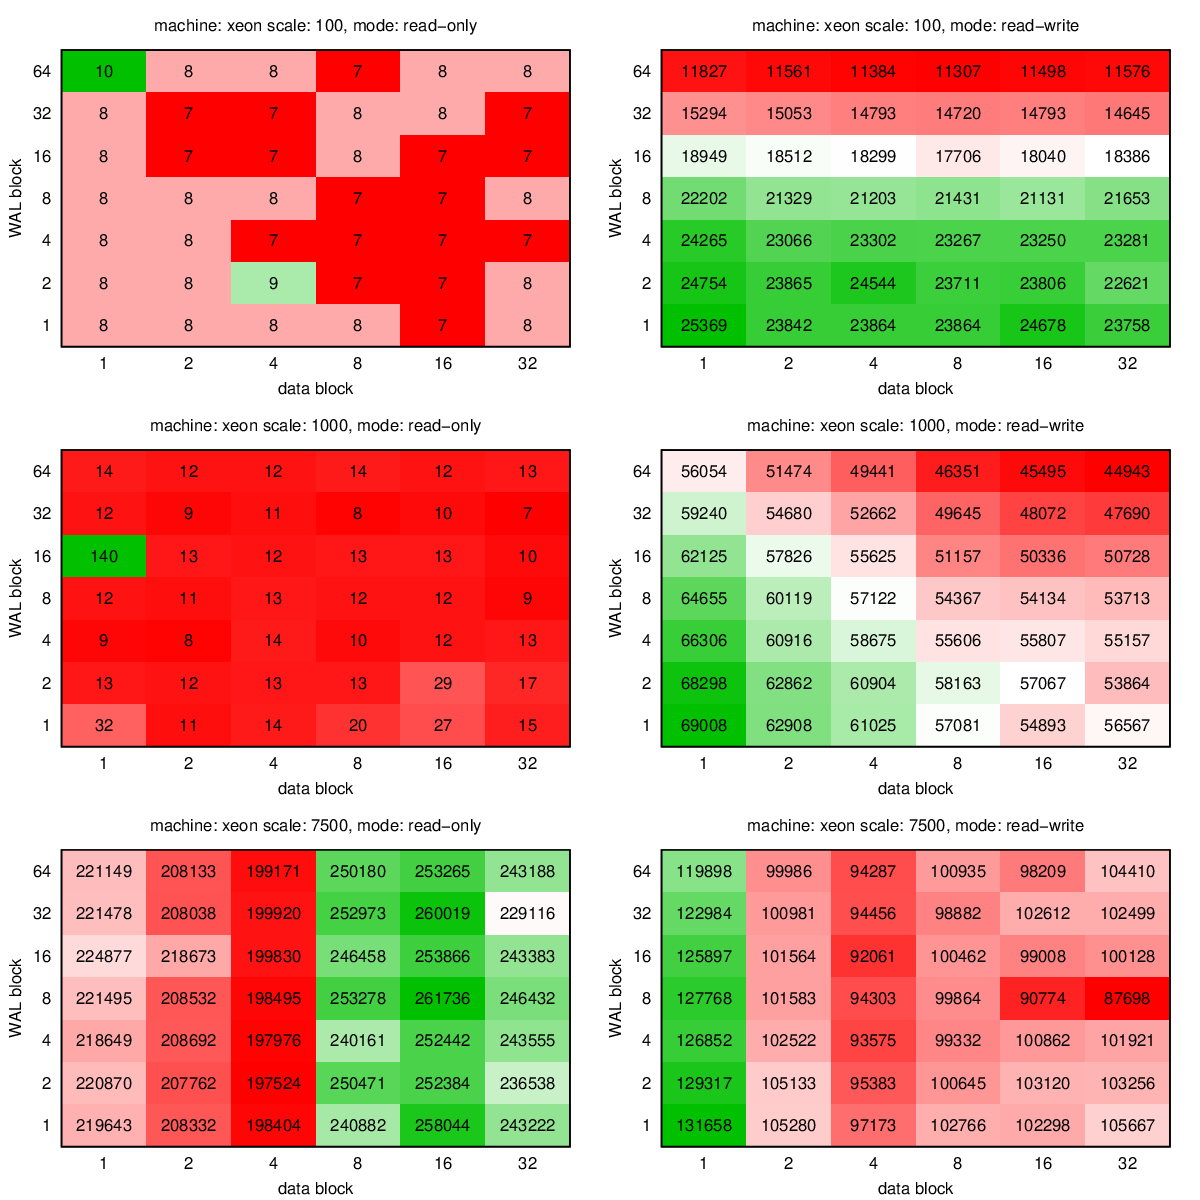 machine: xeon scale: 100, mode: read-only
WAL block
64 10 8 8 7 8 8
32 8 7 7 8 8 7
16 8 7 7 8 7 7
8 8 8 8 7 7 8
4 8 8 7 7 7 7
2 8 8 9 7 7 8
1 8 8 8 8 7 8
1 2 4 8 16 32
data block
machine: xeon scale: 100, mode: read-write
WAL block
64 11827 11561 11384 11307 11498 11576
32 15294 15053 14793 14720 14793 14645
16 18949 18512 18299 17706 18040 18386
8 22202 21329 21203 21431 21131 21653
4 24265 23066 23302 23267 23250 23281
2 24754 23865 24544 23711 23806 22621
1 25369 23842 23864 23864 24678 23758
1 2 4 8 16 32
data block
machine: xeon scale: 1000, mode: read-only
WAL block
64 14 12 12 14 12 13
32 12 9 11 8 10 7
16 140 13 12 13 13 10
8 12 11 13 12 12 9
4 9 8 14 10 12 13
2 13 12 13 13 29 17
1 32 11 14 20 27 15
1 2 4 8 16 32
data block
machine: xeon scale: 1000, mode: read-write
WAL block
64 56054 51474 49441 46351 45495 44943
32 59240 54680 52662 49645 48072 47690
16 62125 57826 55625 51157 50336 50728
8 64655 60119 57122 54367 54134 53713
4 66306 60916 58675 55606 55807 55157
2 68298 62862 60904 58163 57067 53864
1 69008 62908 61025 57081 54893 56567
1 2 4 8 16 32
data block
machine: xeon scale: 7500, mode: read-only
WAL block
64 221149 208133 199171 250180 253265 243188
32 221478 208038 199920 252973 260019 229116
16 224877 218673 199830 246458 253866 243383
8 221495 208532 198495 253278 261736 246432
4 218649 208692 197976 240161 252442 243555
2 220870 207762 197524 250471 252384 236538
1 219643 208332 198404 240882 258044 243222
1 2 4 8 16 32
data block
machine: xeon scale: 7500, mode: read-write
WAL block
64 119898 99986 94287 100935 98209 104410
32 122984 100981 94456 98882 102612 102499
16 125897 101564 92061 100462 99008 100128
8 127768 101583 94303 99864 90774 87698
4 126852 102522 93575 99332 100862 101921
2 129317 105133 95383 100645 103120 103256
1 131658 105280 97173 102766 102298 105667
1 2 4 8 16 32
data block